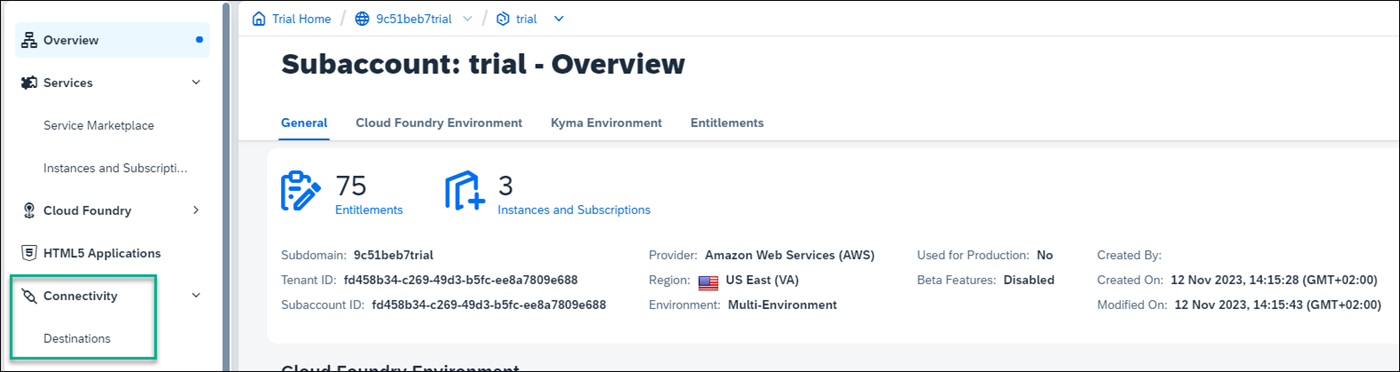 Overview
Services
Service Marketplace
Instances and Subscripti...
Cloud Foundry
HTML5 Applications
Connectivity
Destinations
Trial Home / 9c51beb7trial / trial
Subaccount: trial - Overview
General Cloud Foundry Environment Kyma Environment Entitlements
75 3
Entitlements Instances and Subscriptions
Subdomain: 9c51beb7trial Provider: Amazon Web Services (AWS) Used for Production: No Created By:
Tenant ID: fd458b34-c269-49d3-b5fc-ee8a7809e688 Region: US East (VA) Beta Features: Disabled Created On: 12 Nov 2023, 14:15:28 (GMT+02:00)
Subaccount ID: fd458b34-c269-49d3-b5fc-ee8a7809e688 Environment: Multi-Environment Modified On: 12 Nov 2023, 14:15:43 (GMT+02:00)
Cloud Foundry Environment